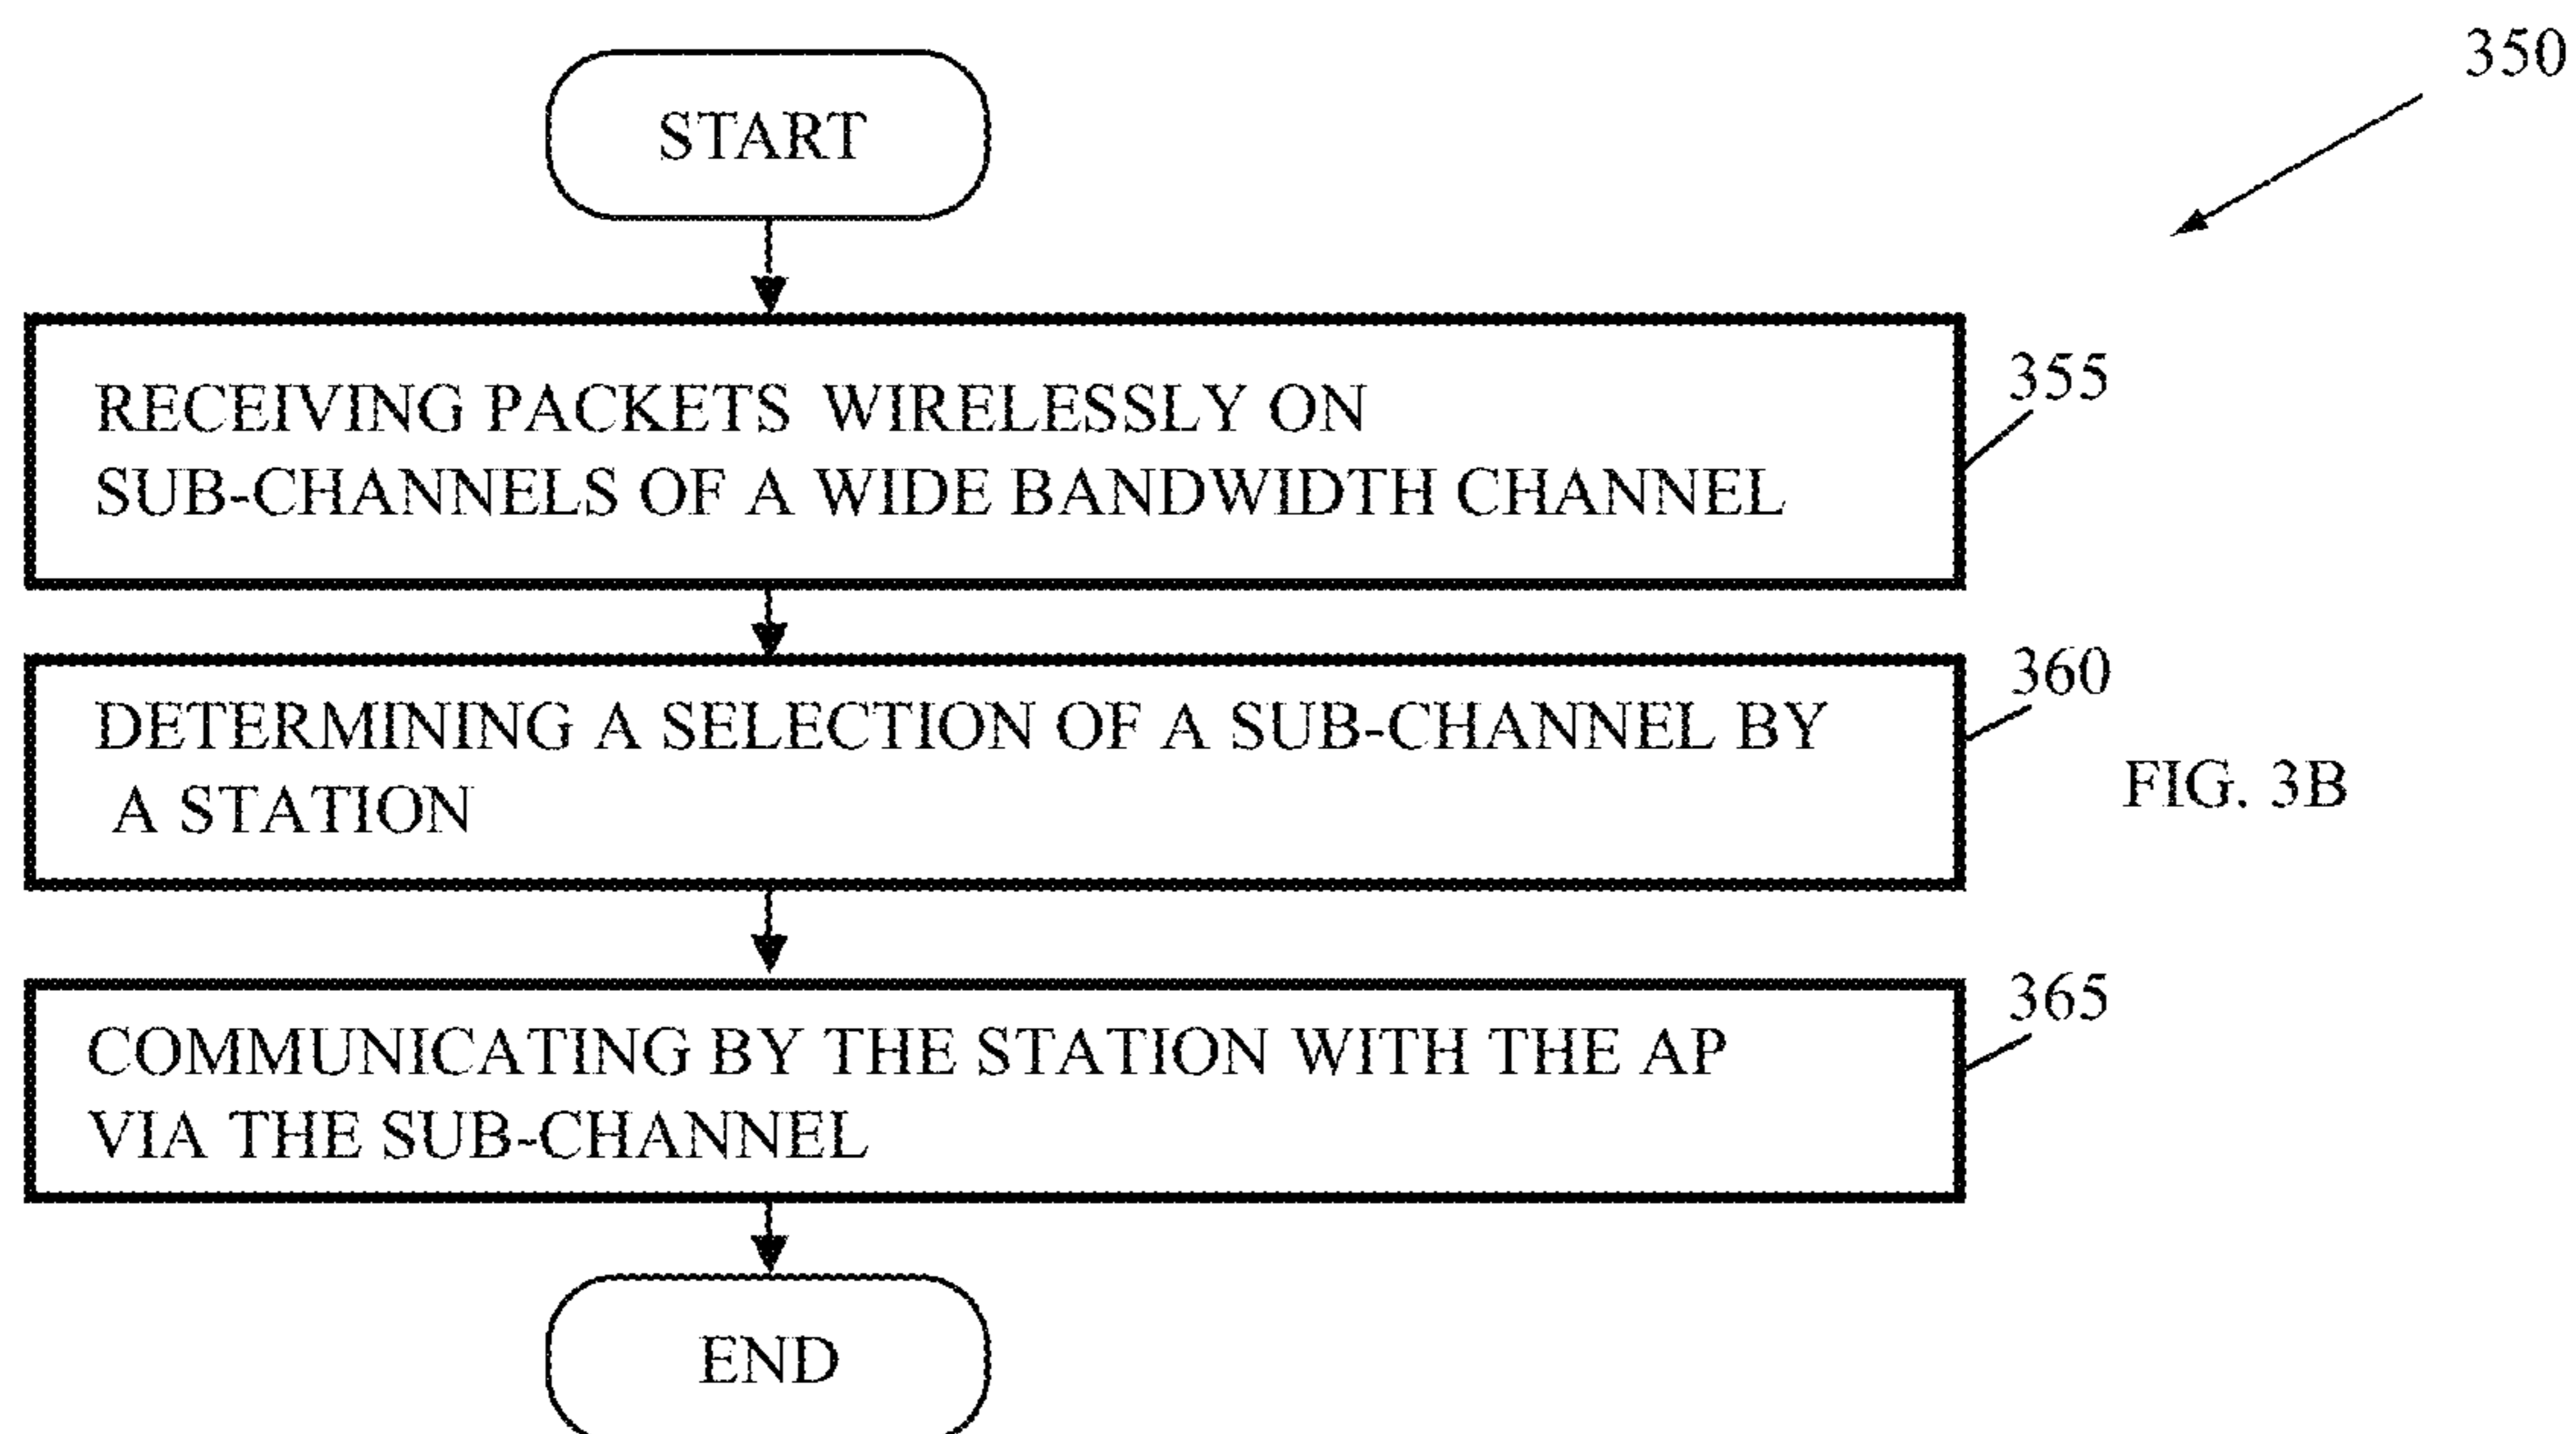 350
START
RECEIVING PACKETS WIRELESSLY ON
SUB-CHANNELS OF A WIDE BANDWIDTH CHANNEL
355
DETERMINING A SELECTION OF A SUB-CHANNEL BY
A STATION
360
FIG. 3B
COMMUNICATING BY THE STATION WITH THE AP
VIA THE SUB-CHANNEL
365
END